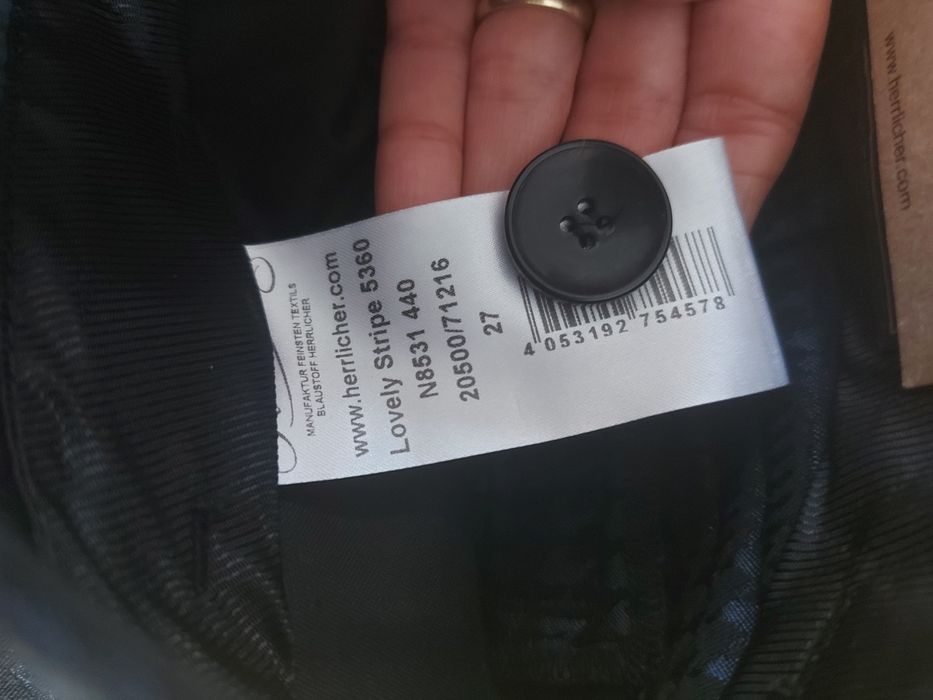 MANUFAKTUR FEINSTEN TEXTILS
BLAUSTOFF HERRLICHER
www.herrlicher.com
Lovely Stripe 5360
N8531 440
20500/71216
27
4 053192 754578
www.herrlicher.com